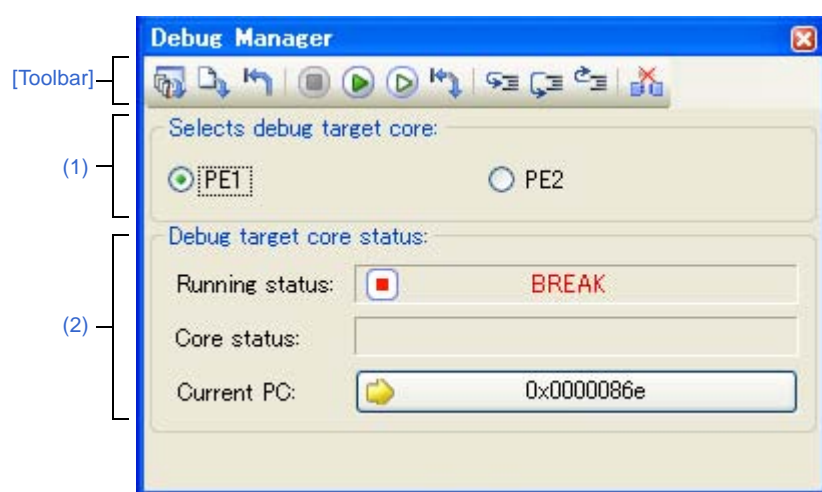 Debug Manager
[Toolbar]
Selects debug target core:
(1)
PE1 PE2
Debug target core status:
Running status: BREAK
(2)
Core status:
Current PC: 0x0000086e